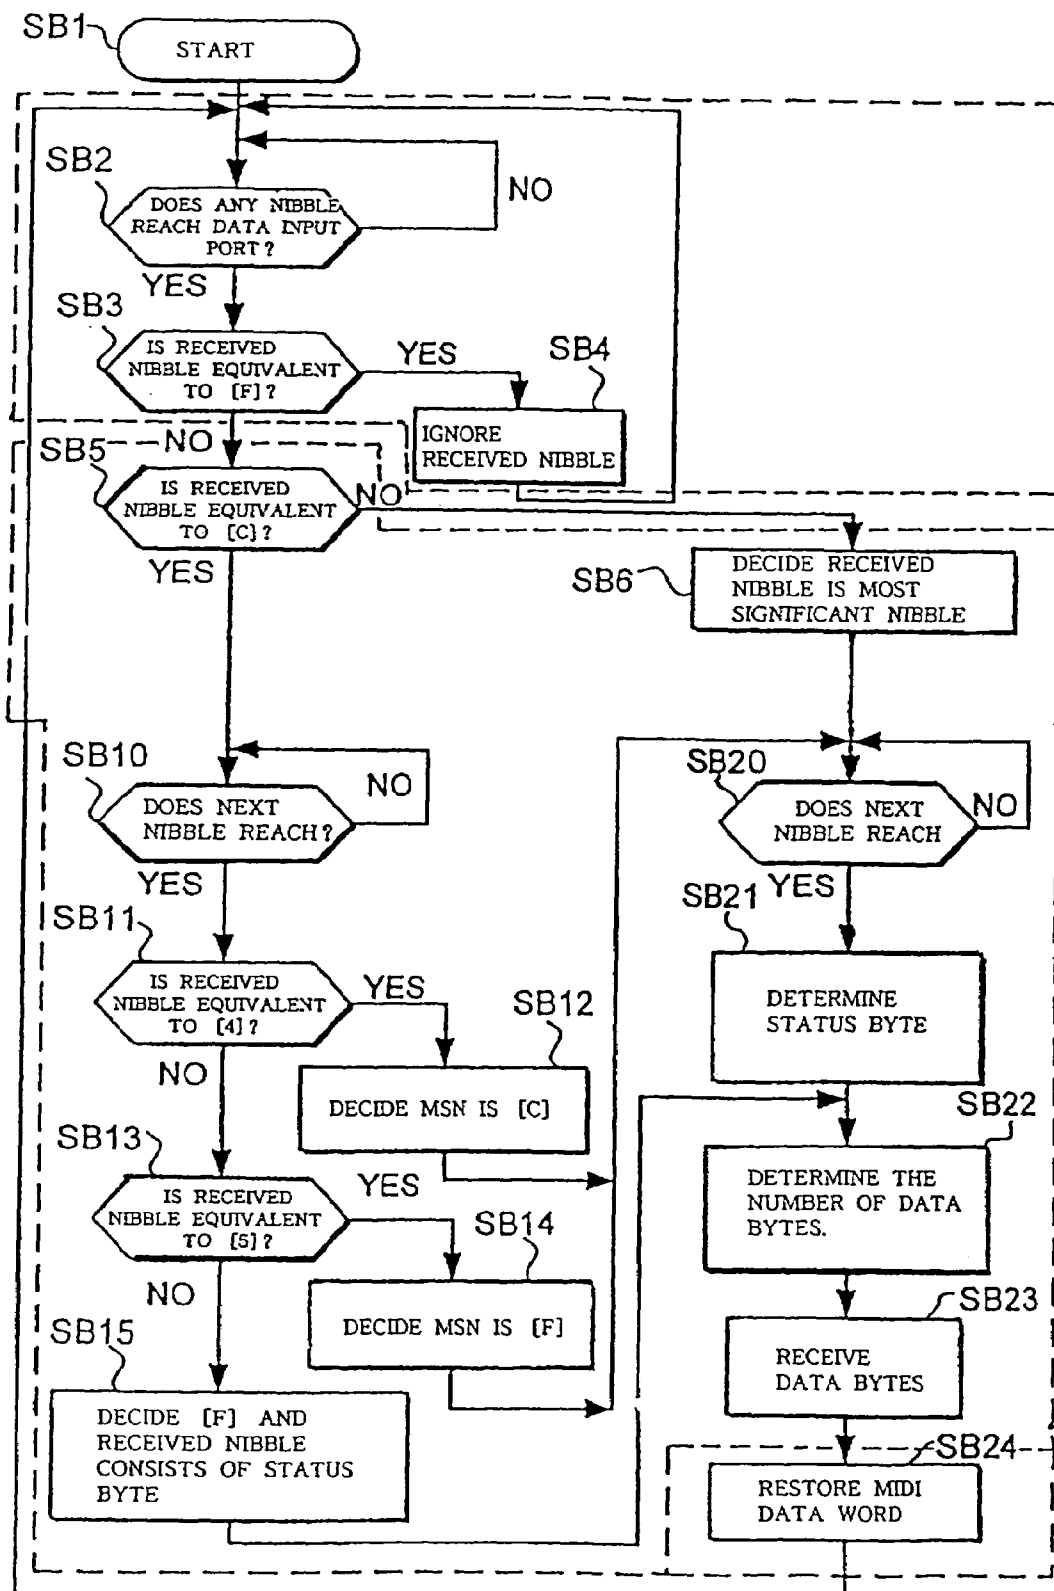 SB1
START
SB2
DOES ANY NIBBLE
REACH DATA INPUT
PORT?
NO
YES
SB3
IS RECEIVED
NIBBLE EQUIVALENT
TO [F]?
YES
SB4
IGNORE
RECEIVED NIBBLE
NO
SB5
IS RECEIVED
NIBBLE EQUIVALENT
TO [C]?
NO
YES
SB6
DECIDE RECEIVED
NIBBLE IS MOST
SIGNIFICANT NIBBLE
SB10
DOES NEXT
NIBBLE REACH?
NO
YES
SB20
DOES NEXT
NIBBLE REACH
NO
YES
SB11
IS RECEIVED
NIBBLE EQUIVALENT
TO [4]?
YES
SB12
DECIDE MSN IS [C]
NO
SB21
DETERMINE
STATUS BYTE
SB13
IS RECEIVED
NIBBLE EQUIVALENT
TO [5]?
YES
SB14
DECIDE MSN IS [F]
NO
SB22
DETERMINE THE
NUMBER OF DATA
BYTES.
SB15
DECIDE [F] AND
RECEIVED NIBBLE
CONSISTS OF STATUS
BYTE
SB23
RECEIVE
DATA BYTES
SB24
RESTORE MIDI
DATA WORD